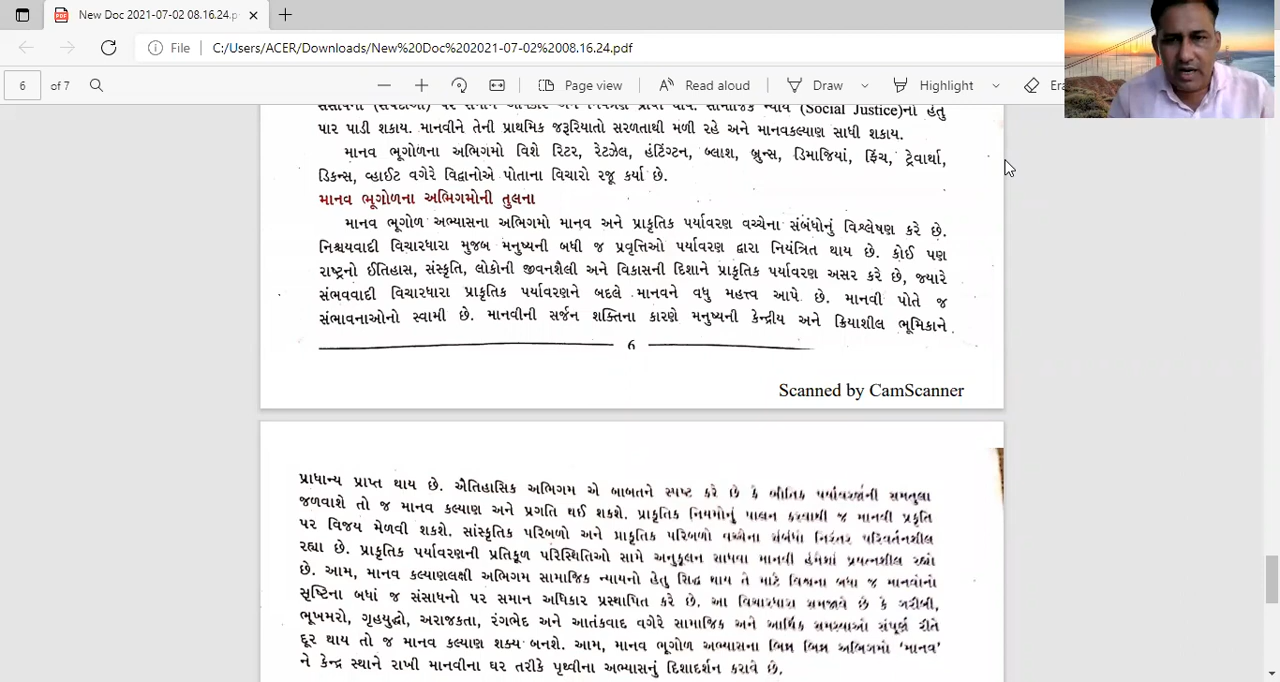 New Doc 2021-07-02 08.16.24.p
File C:/Users/ACER/Downloads/New%20Doc%202021-07-02%2008.16.24.pdf
6 of 7 Page view Read aloud Draw Highlight Era
(Social Justice)નો હેતુ
પાર પાડી શકાય. માનવીને તેની પ્રાથમિક જરૂરિયાતો સરળતાથી મળી રહે અને માનવકલ્યાણ સાધી શકાય.
માનવ ભૂગોળના અભિગમો વિશે રિટર, રેટઝેલ, હંટિંગ્ટન, બ્લાશ, બ્રુન્સ, ડિમાજિયાં, ફિંચ, ટ્રેવાર્થા,
ડિકન્સ, વ્હાઈટ વગેરે વિદ્વાનોએ પોતાના વિચારો રજૂ કર્યા છે.
માનવ ભૂગોળના અભિગમોની તુલના
માનવ ભૂગોળ અભ્યાસના અભિગમો માનવ અને પ્રાકૃતિક પર્યાવરણ વચ્ચેના સંબંધોનું વિશ્લેષણ કરે છે.
નિશ્ચયવાદી વિચારધારા મુજબ મનુષ્યની બધી જ પ્રવૃત્તિઓ પર્યાવરણ દ્વારા નિયંત્રિત થાય છે. કોઈ પણ
રાષ્ટ્રનો ઈતિહાસ, સંસ્કૃતિ, લોકોની જીવનશૈલી અને વિકાસની દિશાને પ્રાકૃતિક પર્યાવરણ અસર કરે છે, જ્યારે
સંભવવાદી વિચારધારા પ્રાકૃતિક પર્યાવરણને બદલે માનવને વધુ મહત્ત્વ આપે છે. માનવી પોતે જ
સંભાવનાઓનો સ્વામી છે. માનવીની સર્જન શક્તિના કારણે મનુષ્યની કેન્દ્રીય અને ક્રિયાશીલ ભૂમિકાને
6
Scanned by CamScanner
પ્રાધાન્ય પ્રાપ્ત થાય છે. ઐતિહાસિક અભિગમ એ બાબતને સ્પષ્ટ કરે છે કે ભૌતિક પર્યાવરણની સમતુલા
જળવાશે તો જ માનવ કલ્યાણ અને પ્રગતિ થઈ શકશે. પ્રાકૃતિક નિયમોનું પાલન કરવાથી જ માનવી પ્રકૃતિ
પર વિજય મેળવી શકશે. સાંસ્કૃતિક પરિબળો અને પ્રાકૃતિક પરિબળો વચ્ચેના સંબંધો નિરંતર પરિવર્તનશીલ
રહ્યા છે. પ્રાકૃતિક પર્યાવરણની પ્રતિકૂળ પરિસ્થિતિઓ સામે અનુકૂલન સાધવા માનવી હંમેશાં પ્રયત્નશીલ રહ્યો
છે. આમ, માનવ કલ્યાણલક્ષી અભિગમ સામાજિક ન્યાયનો હેતુ સિદ્ધ થાય તે માટે વિશ્વના બધા જ માનવોનો
સૃષ્ટિના બધાં જ સંસાધનો પર સમાન અધિકાર પ્રસ્થાપિત કરે છે. આ વિચારધારા સમજાવે છે કે ગરીબી,
ભૂખમરો, ગૃહયુદ્ધો, અરાજકતા, રંગભેદ અને આતંકવાદ વગેરે સામાજિક અને આર્થિક સમસ્યાઓ સંપૂર્ણ રીતે
દૂર થાય તો જ માનવ કલ્યાણ શક્ય બનશે. આમ, માનવ ભૂગોળ અભ્યાસના ભિન્ન ભિન્ન અભિગમો 'માનવ'
ને કેન્દ્ર સ્થાને રાખી માનવીના ઘર તરીકે પૃથ્વીના અભ્યાસનું દિશાદર્શન કરાવે છે.